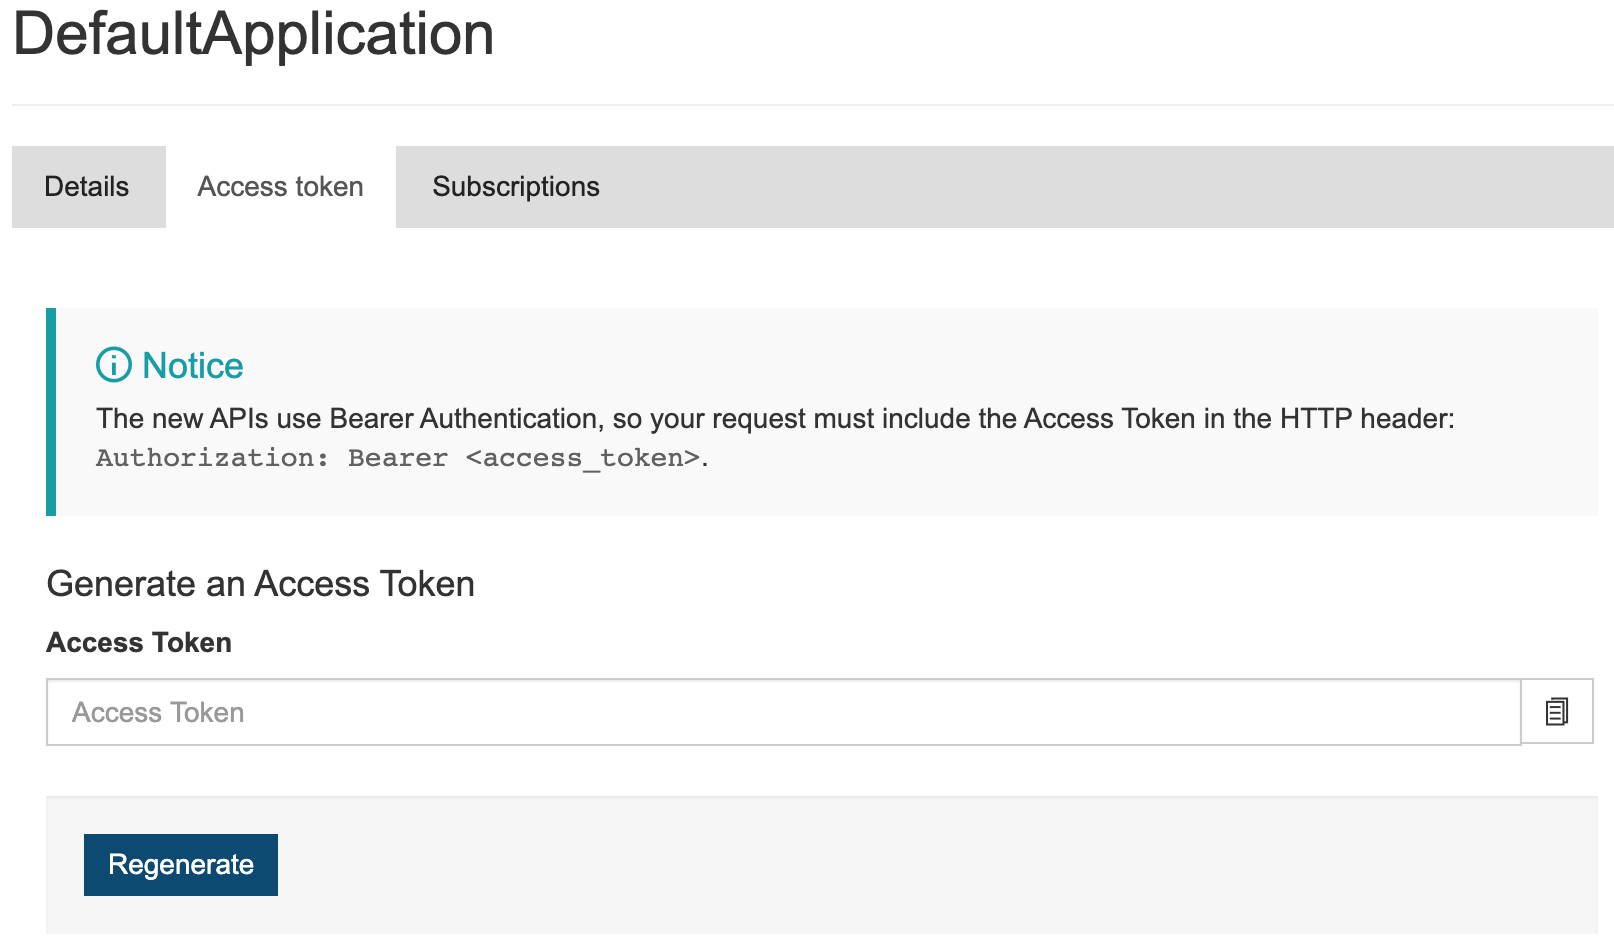 DefaultApplication
Details
Access token
Subscriptions
Notice
The new APIs use Bearer Authentication, so your request must include the Access Token in the HTTP header:
Authorization: Bearer <access_token>.
Generate an Access Token
Access Token
Access Token
Regenerate